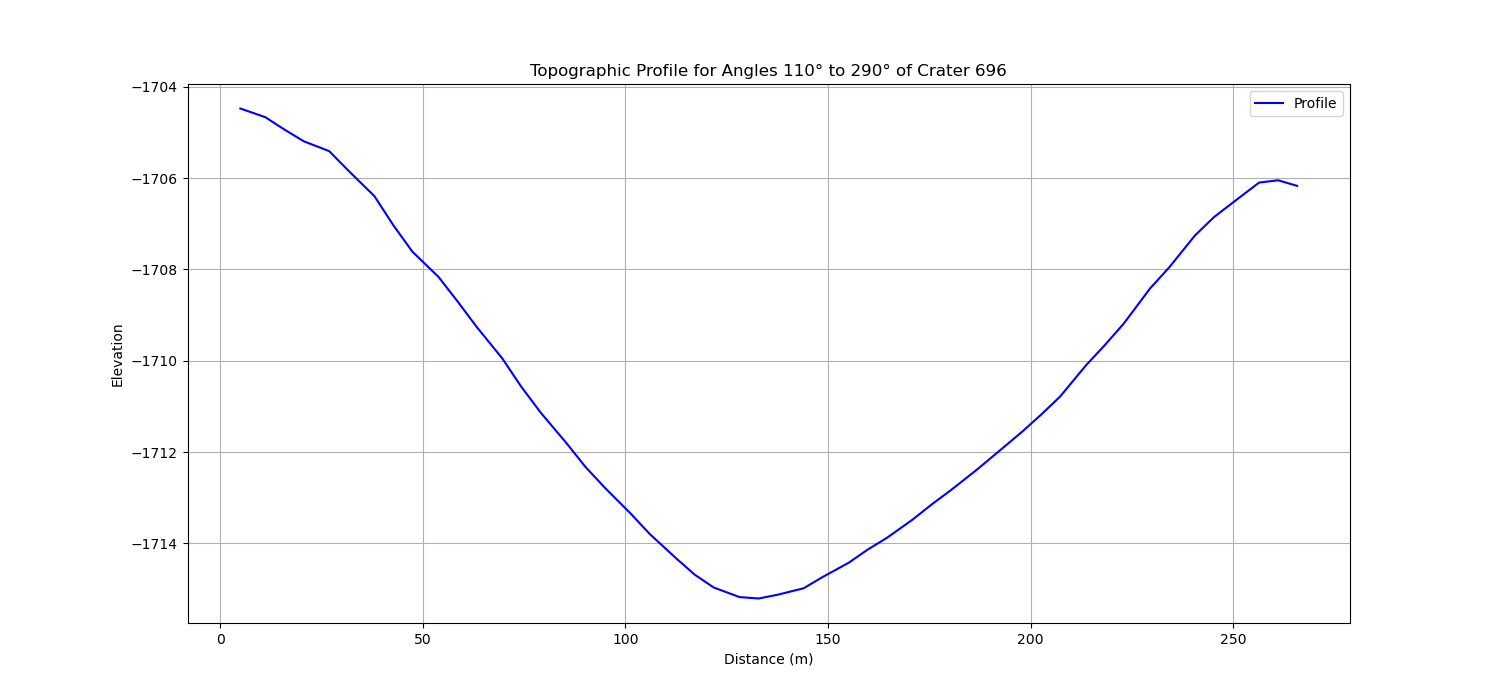 Topographic Profile for Angles 110° to 290° of Crater 696
Profile
−1704
−1706
−1708
−1710
−1712
−1714
Elevation
0 50 100 150 200 250
Distance (m)